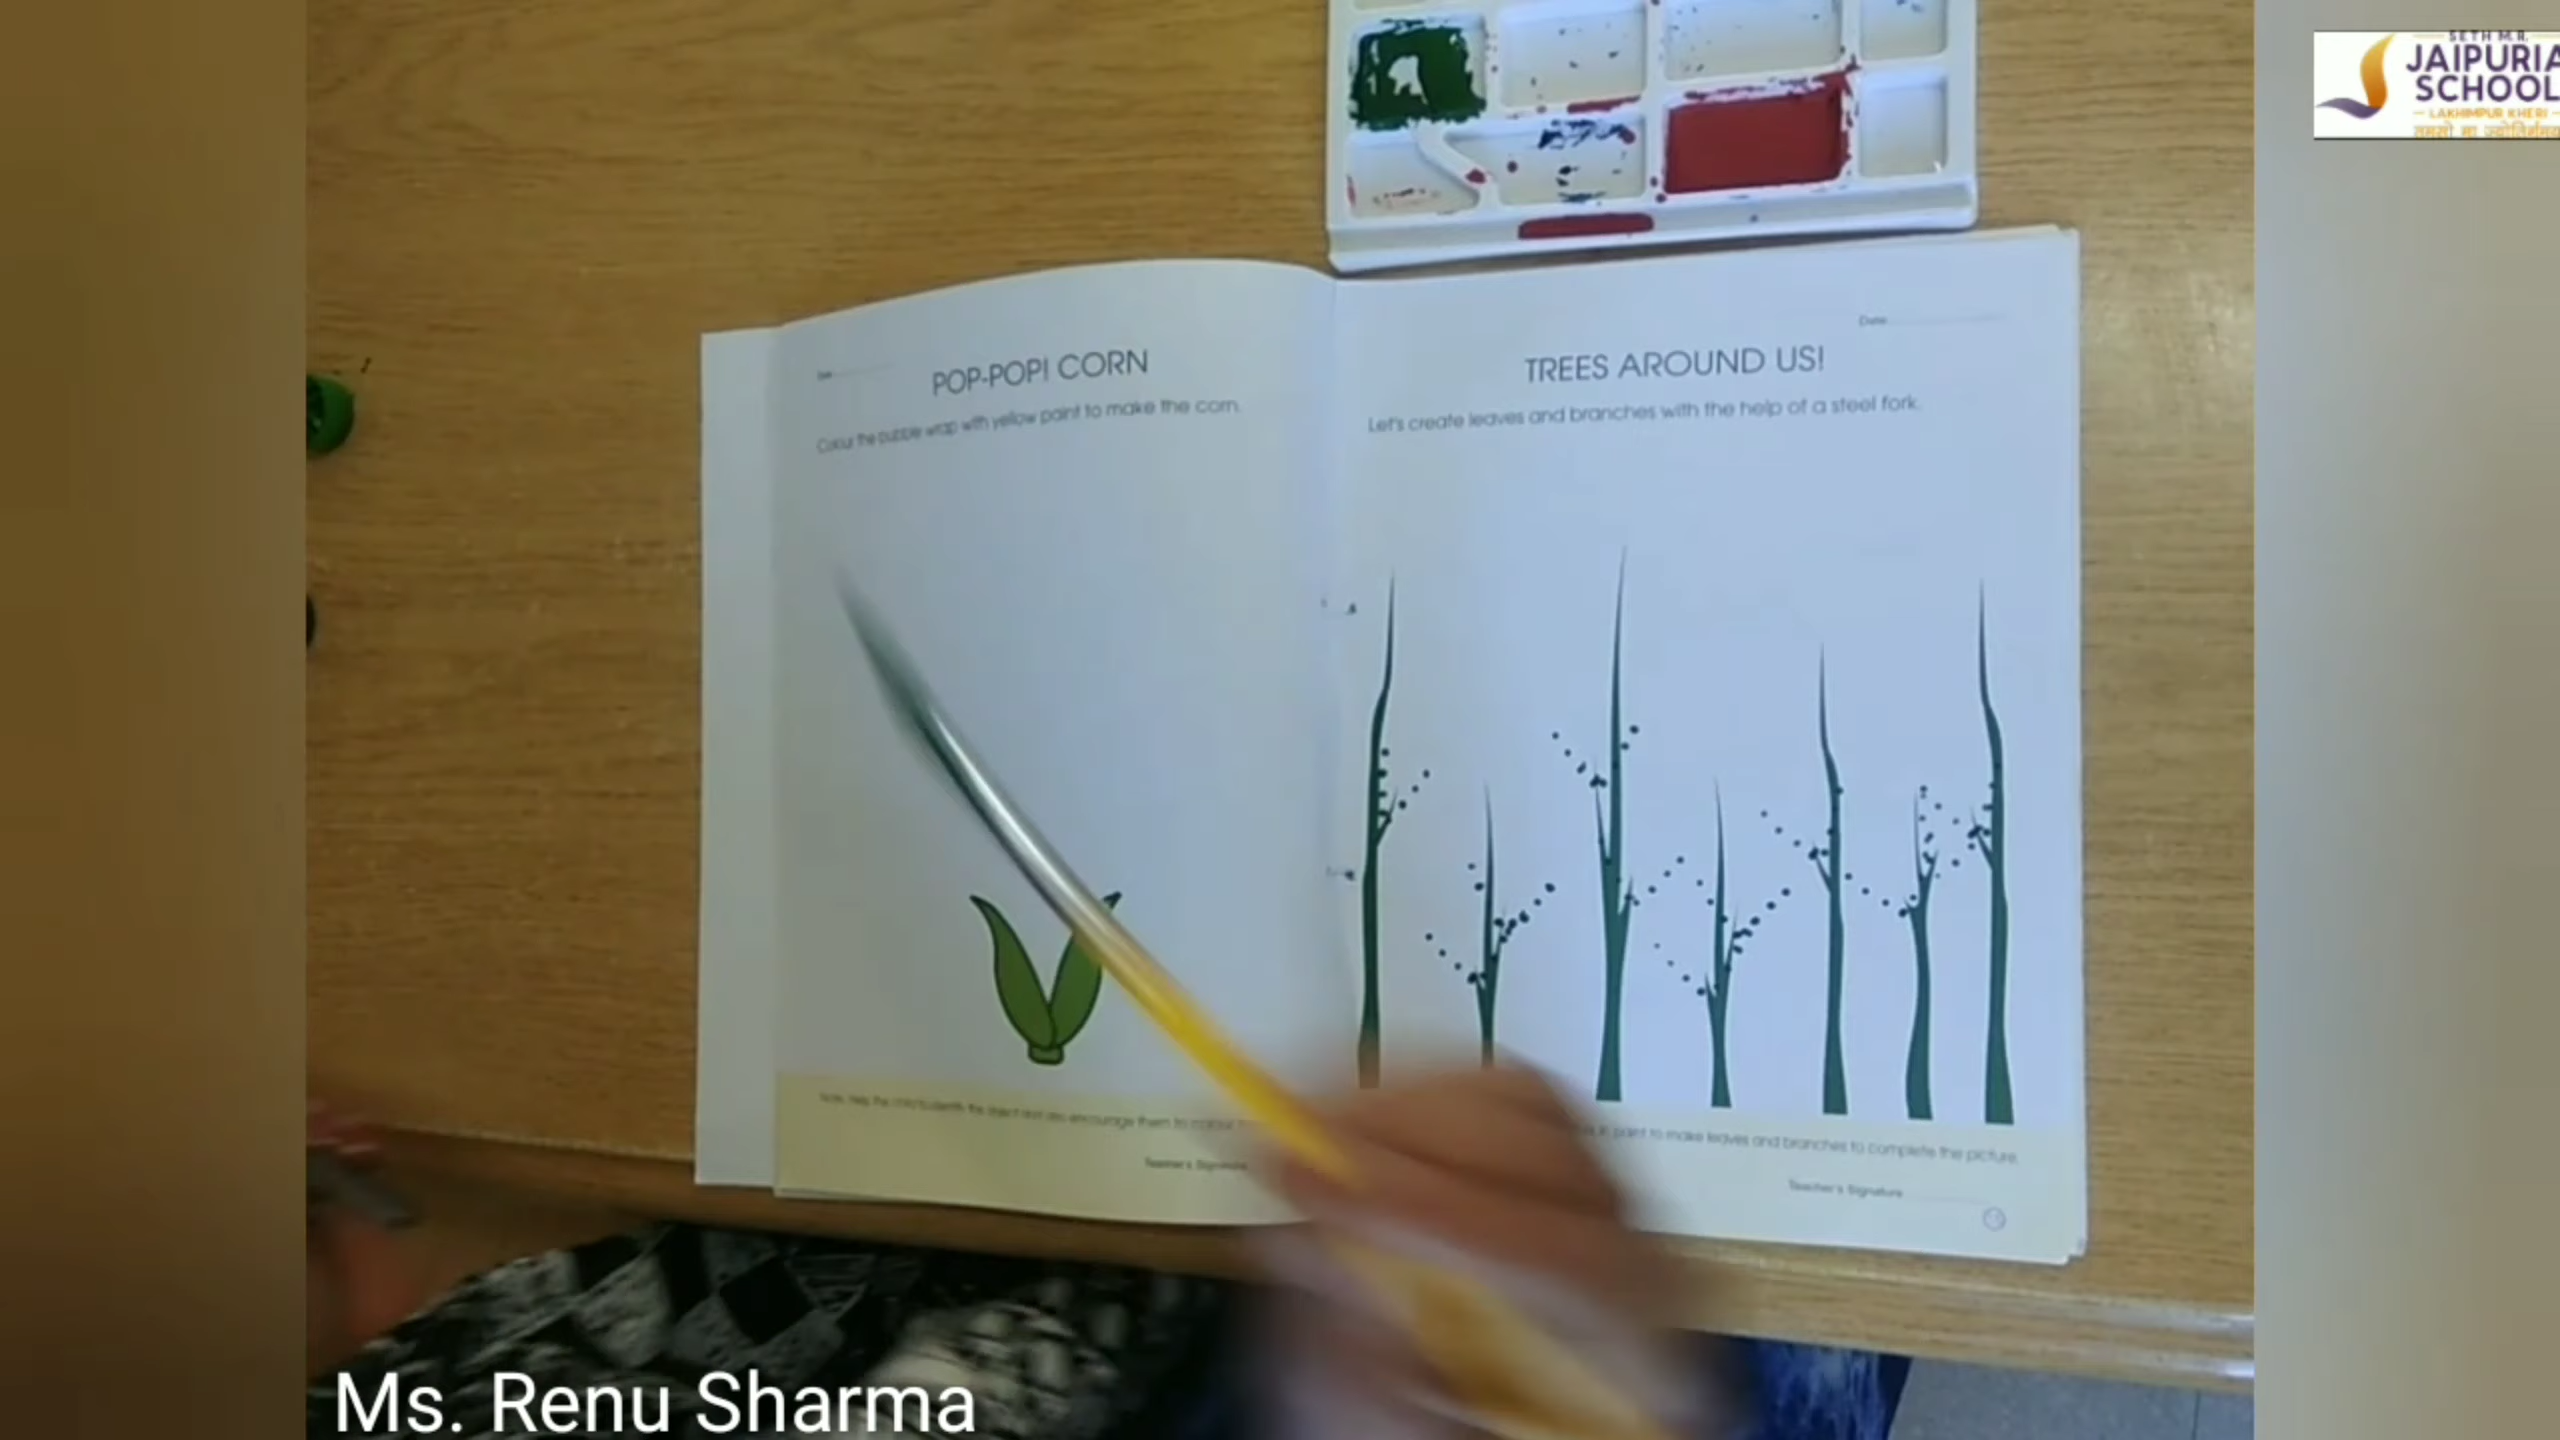 SETH M.R.
JAIPURIA
SCHOOL
LAKHIMPUR KHERI
Date
POP-POP! CORN
Colour the bubble wrap with yellow paint to make the corn.
Teacher's Signature
Date
TREES AROUND US!
Let's create leaves and branches with the help of a steel fork.
in paint to make leaves and branches to complete the picture.
Teacher's Signature
Ms. Renu Sharma